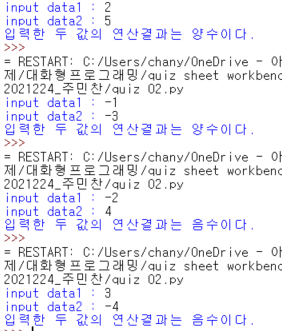 input data1 : 2
input data2 : 5
입력한 두 값의 연산결과는 양수이다.
>>>
= RESTART: C:/Users/chany/OneDrive - 아
제/대화형프로그래밍/quiz sheet workbenc
2021224_주민찬/quiz 02.py
input data1 : -1
input data2 : -3
입력한 두 값의 연산결과는 양수이다.
>>>
= RESTART: C:/Users/chany/OneDrive - 아
제/대화형프로그래밍/quiz sheet workbenc
2021224_주민찬/quiz 02.py
input data1 : -2
input data2 : 4
입력한 두 값의 연산결과는 음수이다.
>>>
= RESTART: C:/Users/chany/OneDrive - 아
제/대화형프로그래밍/quiz sheet workbenc
2021224_주민찬/quiz 02.py
input data1 : 3
input data2 : -4
입력한 두 값의 연산결과는 음수이다.
>>>